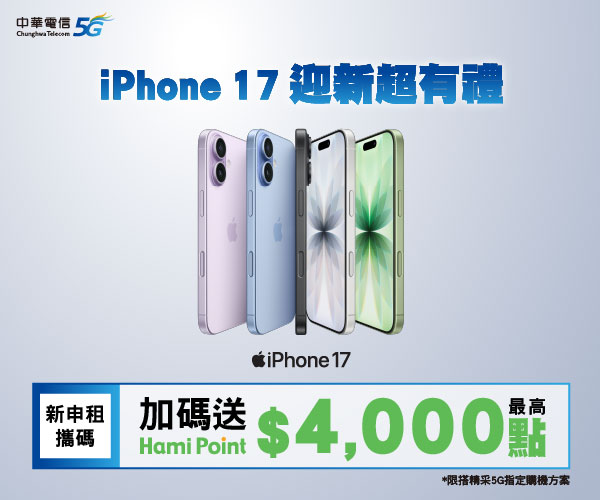 中華電信 5G
Chunghwa Telecom
iPhone 17 迎新超有禮
iPhone 17
新申租
攜碼
加碼送
Hami Point
$4,000
最高
點
*限搭精采5G指定購機方案